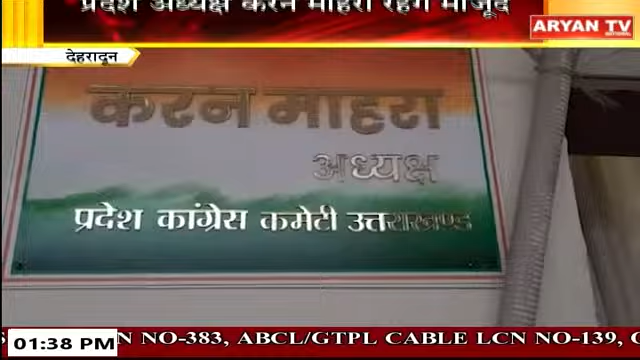 प्रदेश अध्यक्ष करन माहरा रहेंगे मौजूद
ARYAN TV
NATIONAL
देहरादून
करन माहरा
अध्यक्ष
प्रदेश कांग्रेस कमेटी उत्तराखण्ड
01:38 PM
N NO-383, ABCL/GTPL CABLE LCN NO-139,